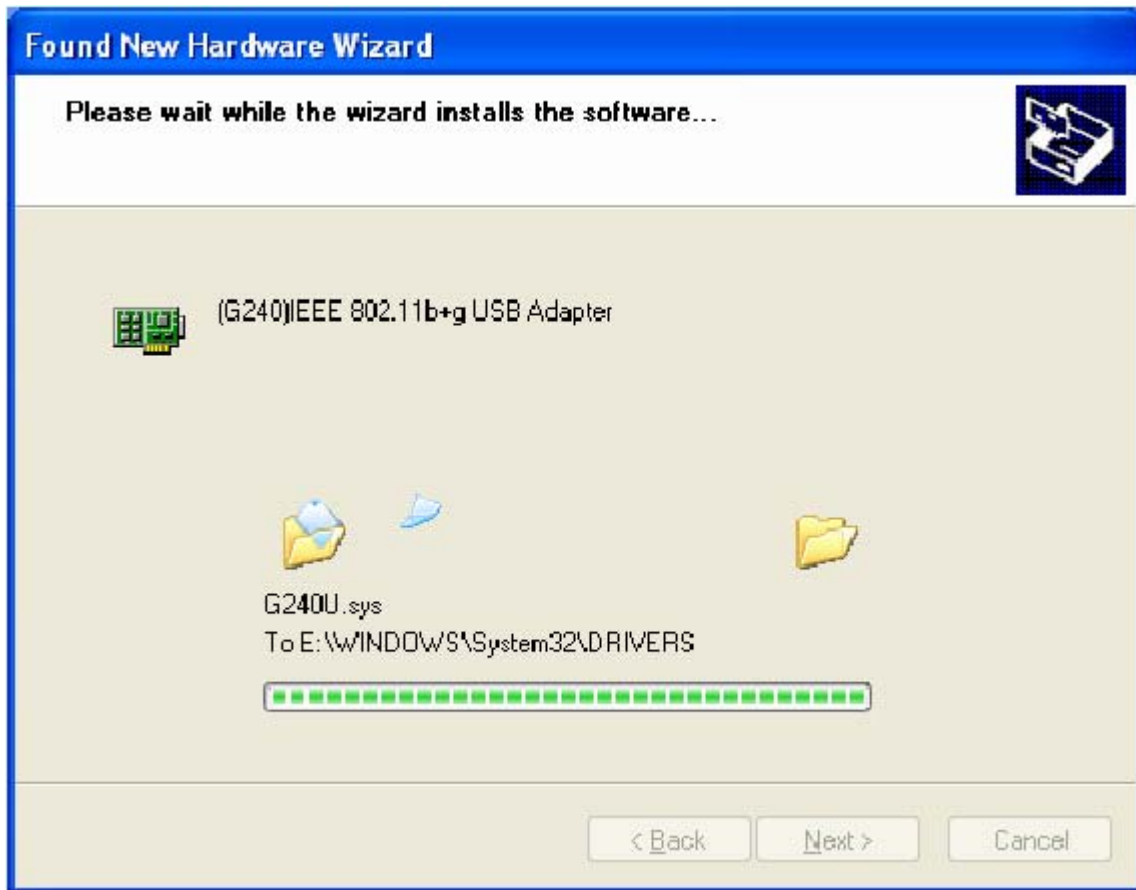 Found New Hardware Wizard
Please wait while the wizard installs the software...
(G240)IEEE 802.11b+g USB Adapter
G240U.sys
To E:\WINDOWS\System32\DRIVERS
< Back Next > Cancel